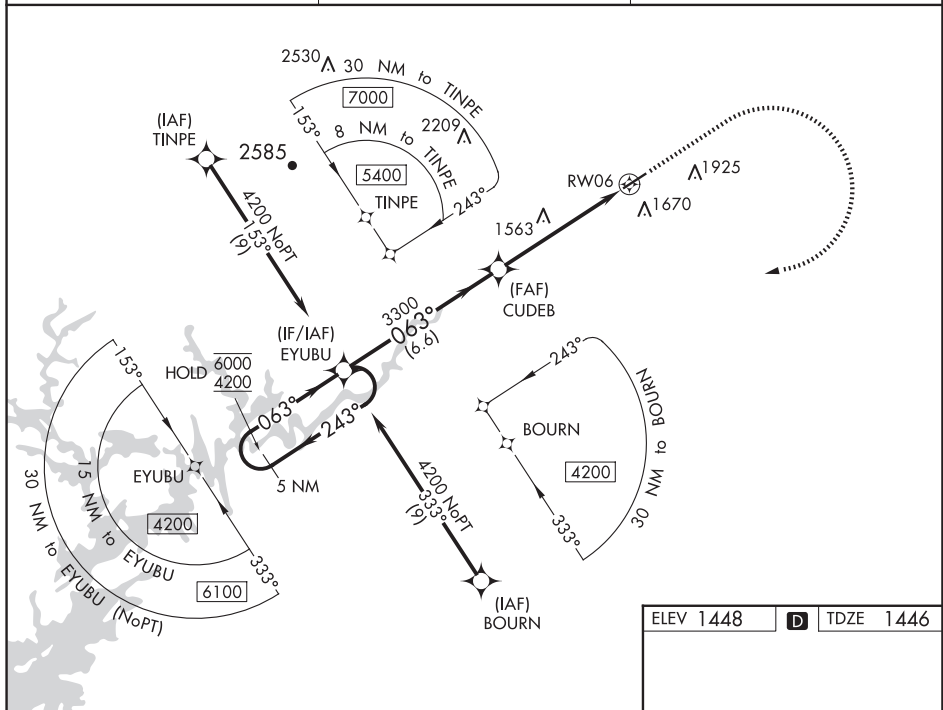 2530
30 NM to TINPE
7000
153°
2209
8 NM to TINPE
5400
TINPE
243°
(IAF)
TINPE
2585
4200 NoPT
153°
(9)
RW06
1925
1670
1563
(FAF)
CUDEB
3300
063°
(6.6)
(IF/IAF)
EYUBU
HOLD
6000
4200
063°
243°
5 NM
153°
EYUBU
15 NM to EYUBU
4200
30 NM to EYUBU (NoPT)
6100
333°
243°
BOURN
4200
30 NM to BOURN
333°
4200 NoPT
333°
(9)
(IAF)
BOURN
ELEV 1448
D
TDZE 1446